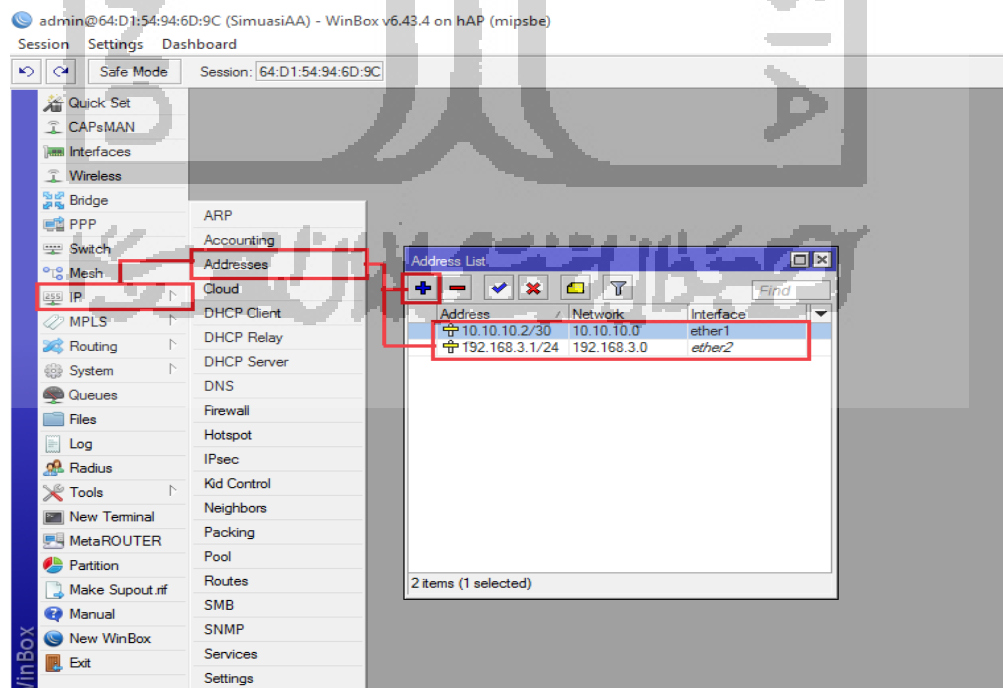 admin@64:D1:54:94:6D:9C (SimuasiAA) - WinBox v6.43.4 on hAP (mipsbe)
Session Settings Dashboard
Safe Mode Session: 64:D1:54:94:6D:9C
Quick Set
CAPsMAN
Interfaces
Wireless
Bridge
PPP
Switch
Mesh
IP
MPLS
Routing
System
Queues
Files
Log
Radius
Tools
New Terminal
MetaROUTER
Partition
Make Supout.rif
Manual
New WinBox
Exit
WinBox
ARP
Accounting
Addresses
Cloud
DHCP Client
DHCP Relay
DHCP Server
DNS
Firewall
Hotspot
IPsec
Kid Control
Neighbors
Packing
Pool
Routes
SMB
SNMP
Services
Settings
Address List
Find
Address Network Interface
10.10.10.2/30 10.10.10.0 ether1
192.168.3.1/24 192.168.3.0 ether2
2 items (1 selected)